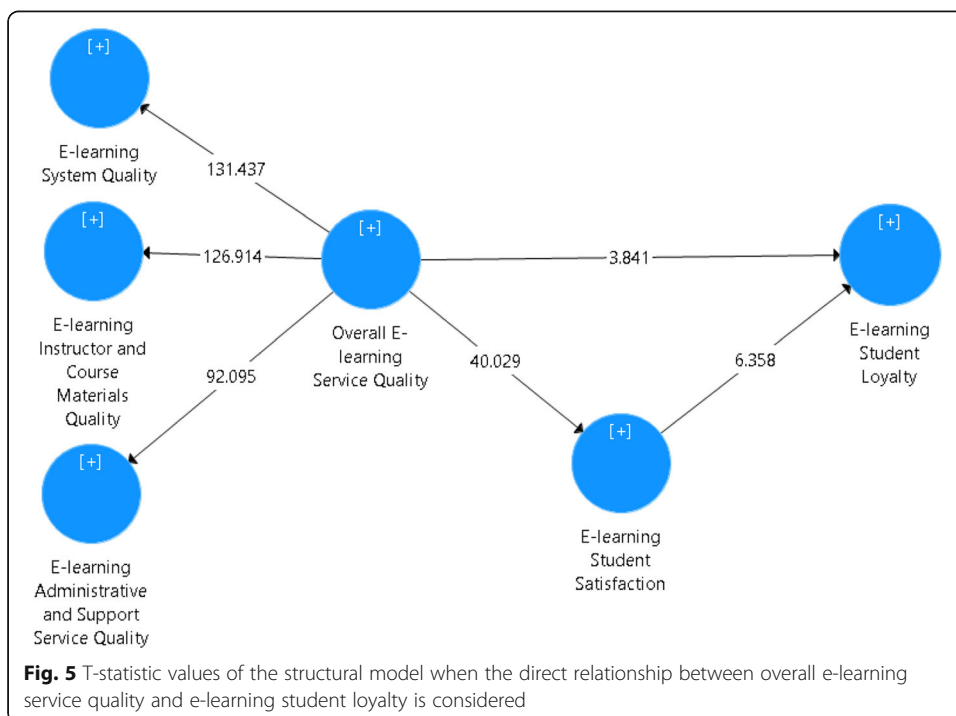 [+]
E-learning
System Quality
131.437
[+]
E-learning
Instructor and
Course
Materials
Quality
126.914
[+]
Overall E-
learning
Service Quality
3.841
[+]
E-learning
Student
Loyalty
92.095
40.029
6.358
[+]
E-learning
Administrative
and Support
Service Quality
[+]
E-learning
Student
Satisfaction
Fig. 5 T-statistic values of the structural model when the direct relationship between overall e-learning
service quality and e-learning student loyalty is considered